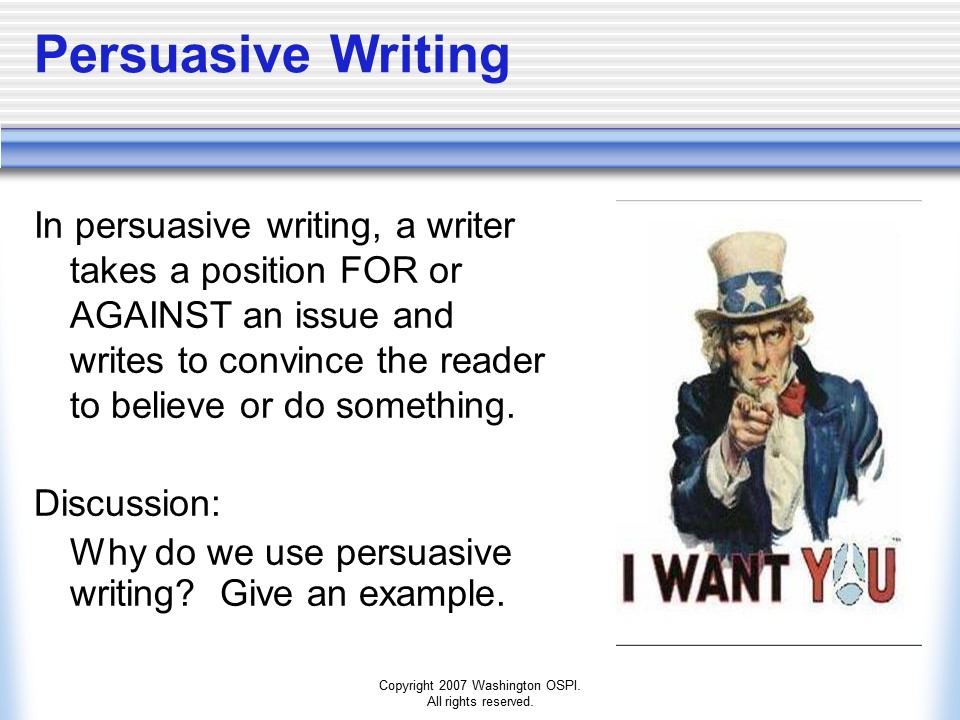 Persuasive Writing
In persuasive writing, a writer
takes a position FOR or
AGAINST an issue and
writes to convince the reader
to believe or do something.
Discussion:
Why do we use persuasive
writing? Give an example.
I WANT YOU
Copyright 2007 Washington OSPI.
All rights reserved.